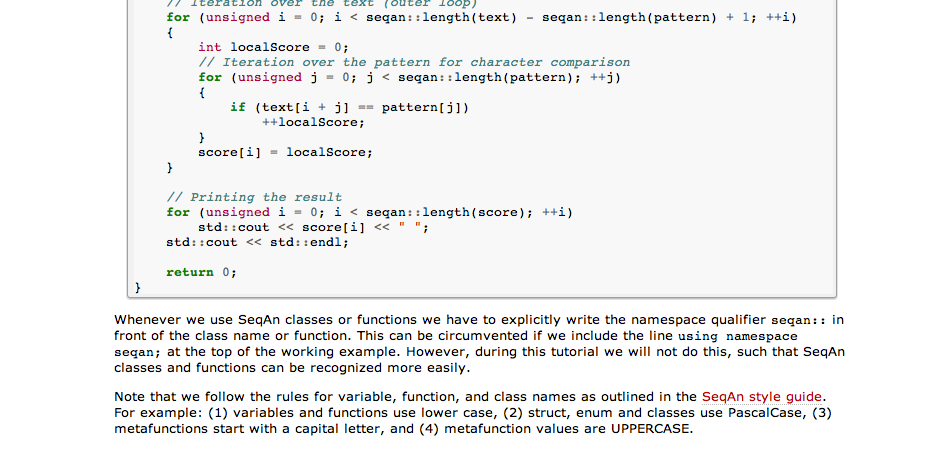 // Iteration over the text (outer loop)
for (unsigned i = 0; i < seqan::length(text) - seqan::length(pattern) + 1; ++i)
{
int localScore = 0;
// Iteration over the pattern for character comparison
for (unsigned j = 0; j < seqan::length(pattern); ++j)
{
if (text[i + j] == pattern[j])
++localScore;
}
score[i] = localScore;
}
// Printing the result
for (unsigned i = 0; i < seqan::length(score); ++i)
std::cout << score[i] << " ";
std::cout << std::endl;
return 0;
}
Whenever we use SeqAn classes or functions we have to explicitly write the namespace qualifier seqan:: in
front of the class name or function. This can be circumvented if we include the line using namespace
seqan; at the top of the working example. However, during this tutorial we will not do this, such that SeqAn
classes and functions can be recognized more easily.
Note that we follow the rules for variable, function, and class names as outlined in the SeqAn style guide.
For example: (1) variables and functions use lower case, (2) struct, enum and classes use PascalCase, (3)
metafunctions start with a capital letter, and (4) metafunction values are UPPERCASE.